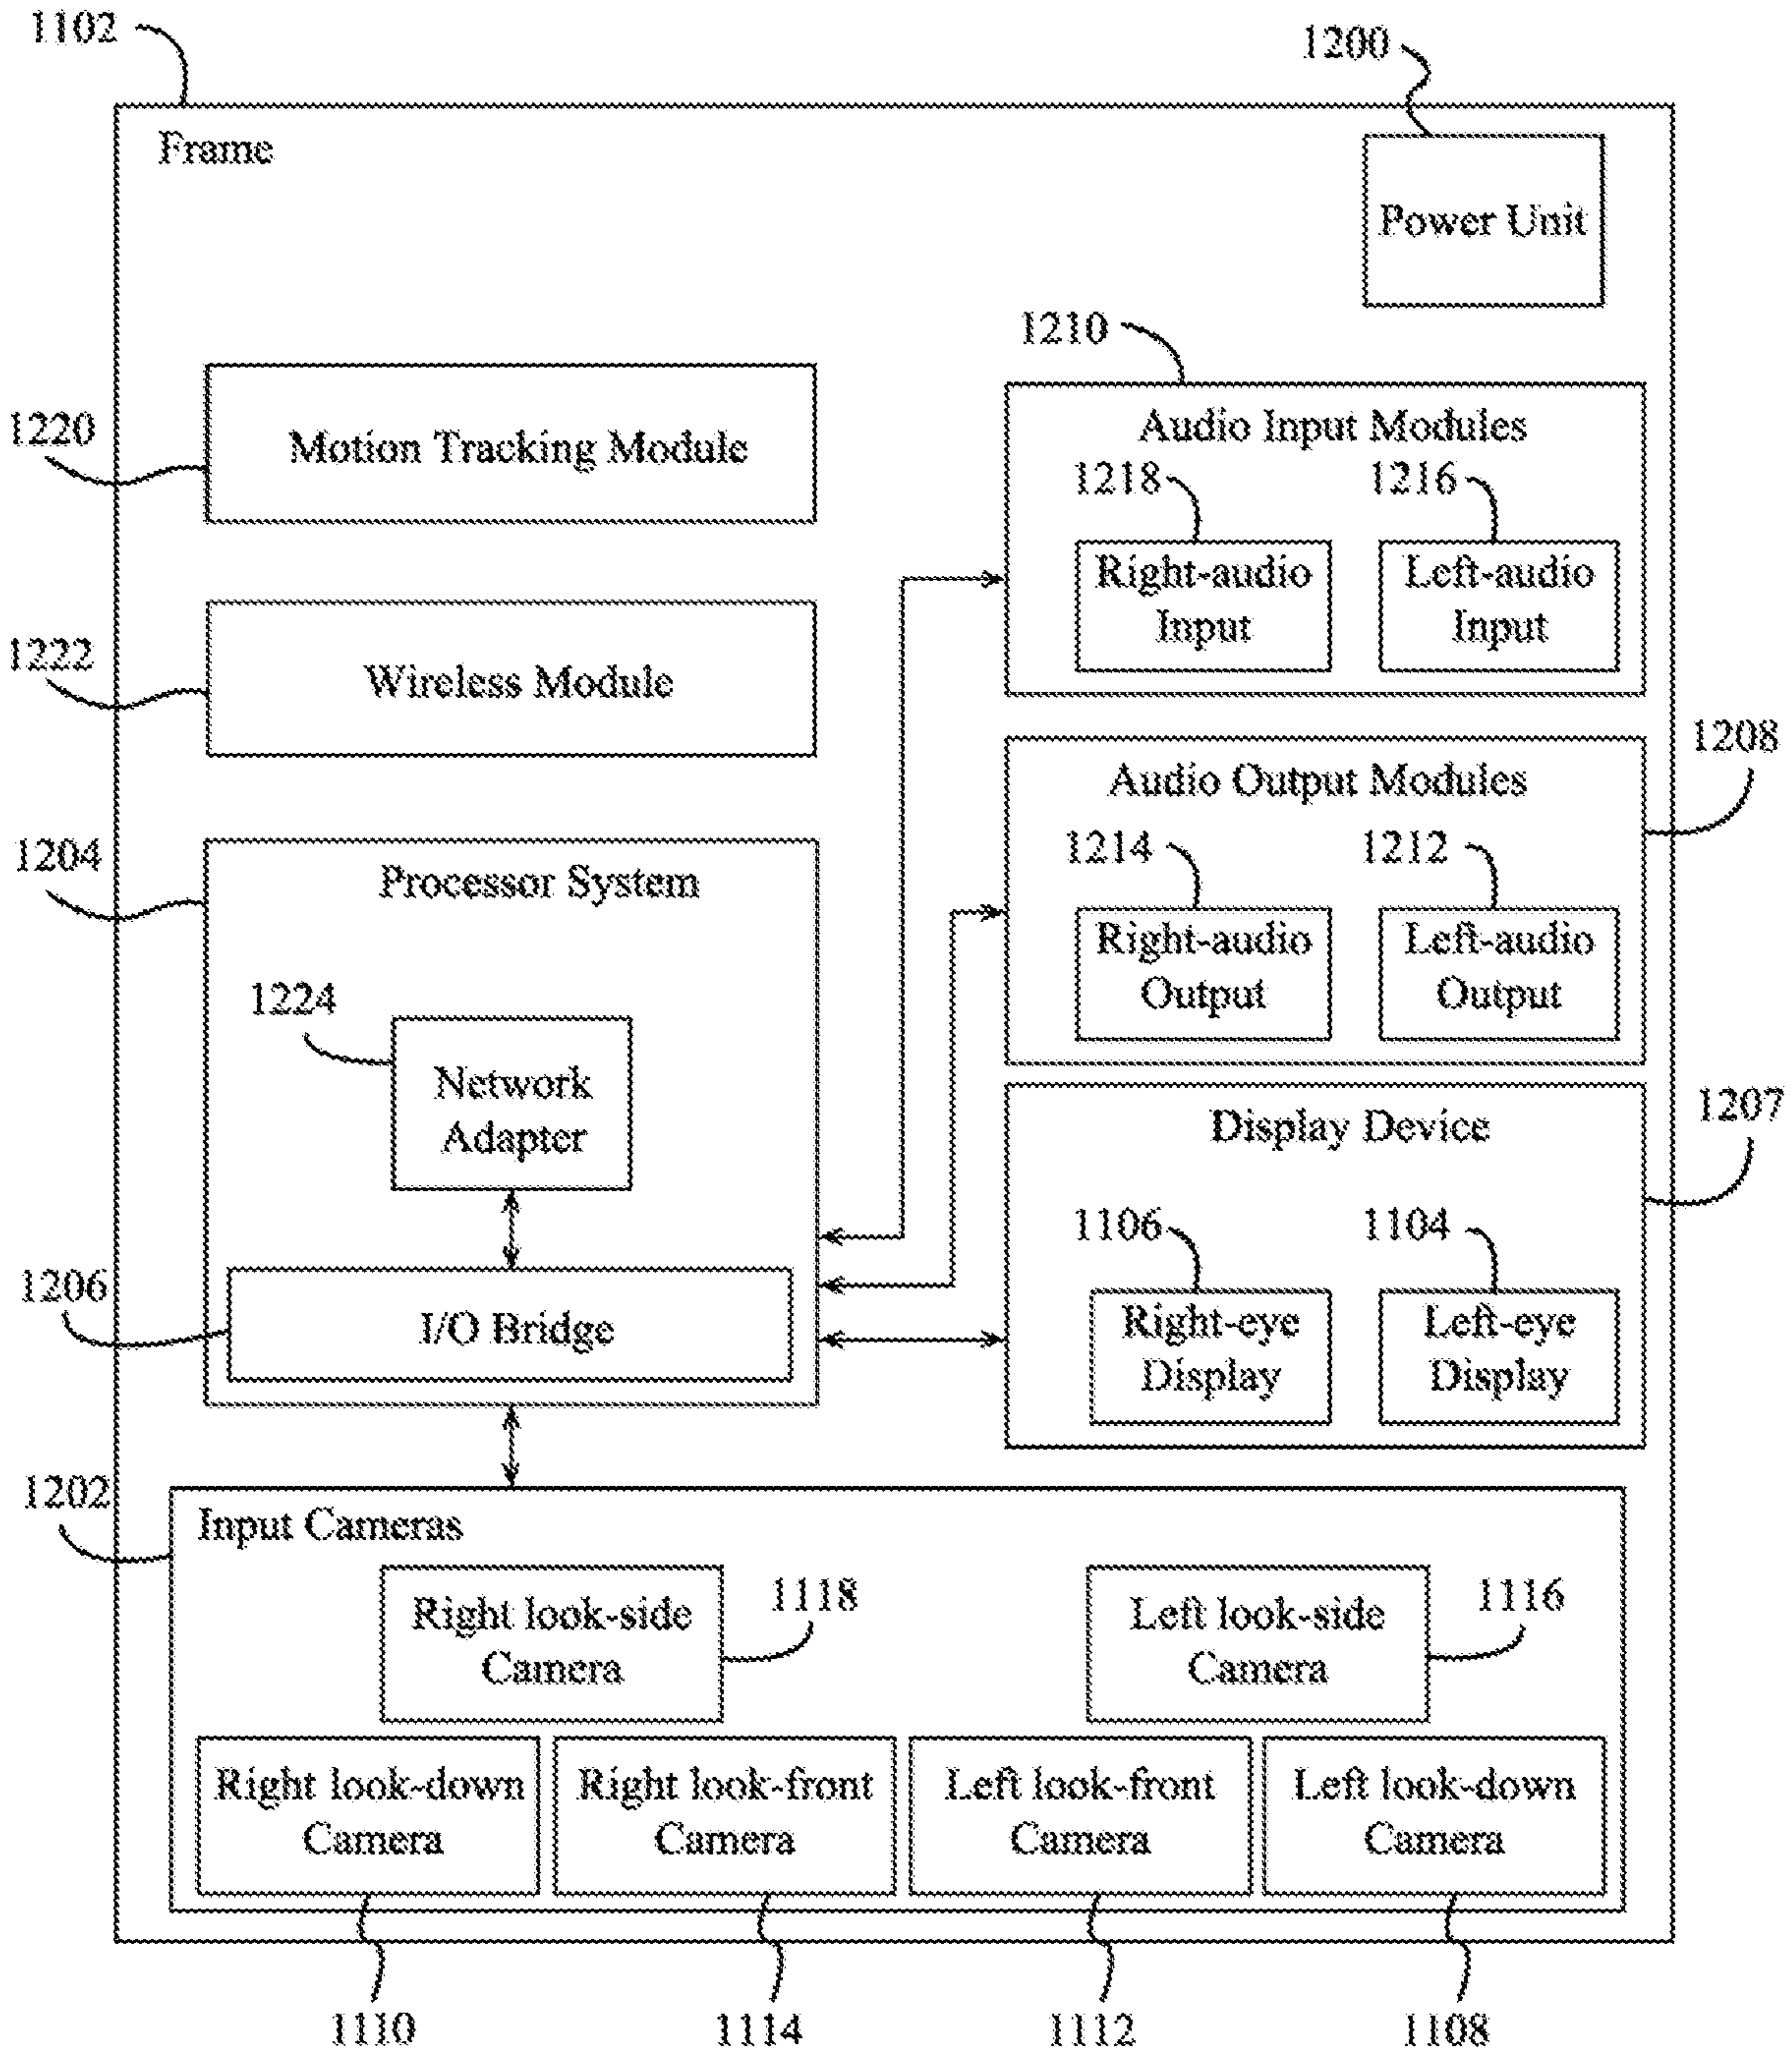 1102
1200
Frame
Power Unit
1210
1220
Motion Tracking Module
Audio Input Modules
1218
1216
Right-audio
Input
Left-audio
Input
1222
Wireless Module
1208
Audio Output Modules
1214
1212
Right-audio
Output
Left-audio
Output
1204
Processor System
1224
Network
Adapter
1206
I/O Bridge
1207
Display Device
1106
1104
Right-eye
Display
Left-eye
Display
1202
Input Cameras
Right look-side
Camera
1118
Left look-side
Camera
1116
Right look-down
Camera
Right look-front
Camera
Left look-front
Camera
Left look-down
Camera
1110
1114
1112
1108